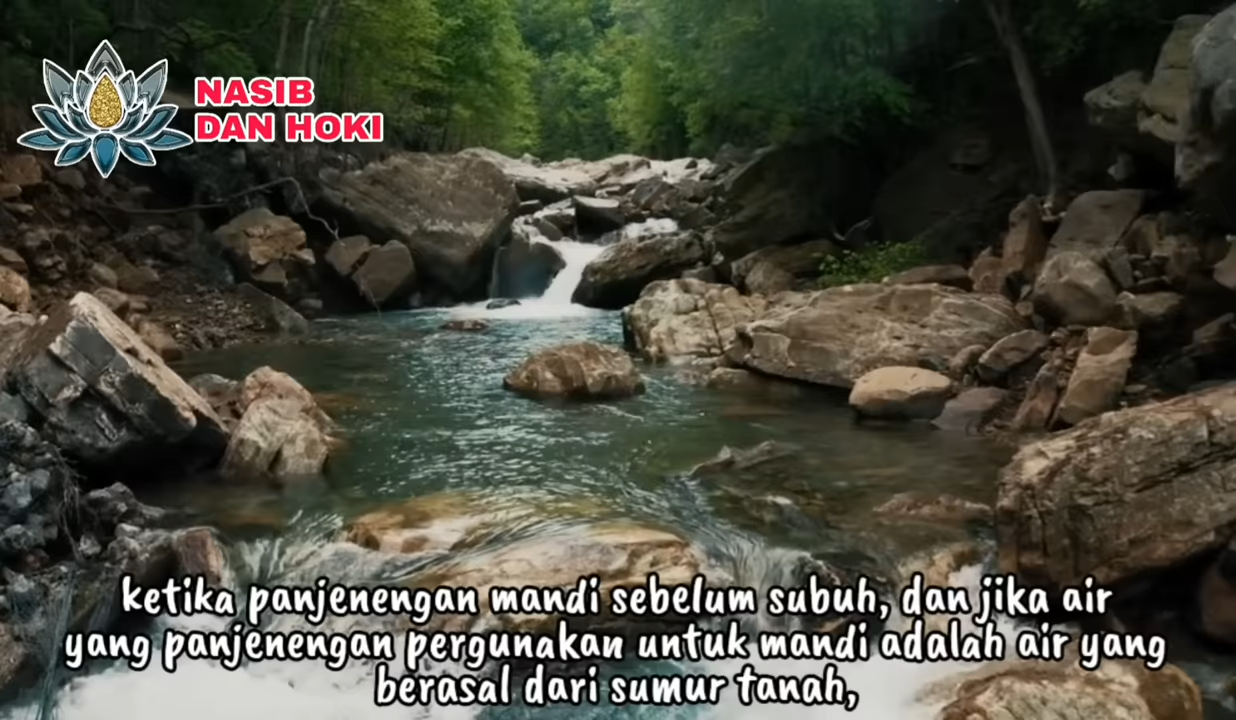 NASIB
DAN HOKI
ketika panjenengan mandi sebelum subuh, dan jika air
yang panjenengan pergunakan untuk mandi adalah air yang
berasal dari sumur tanah,